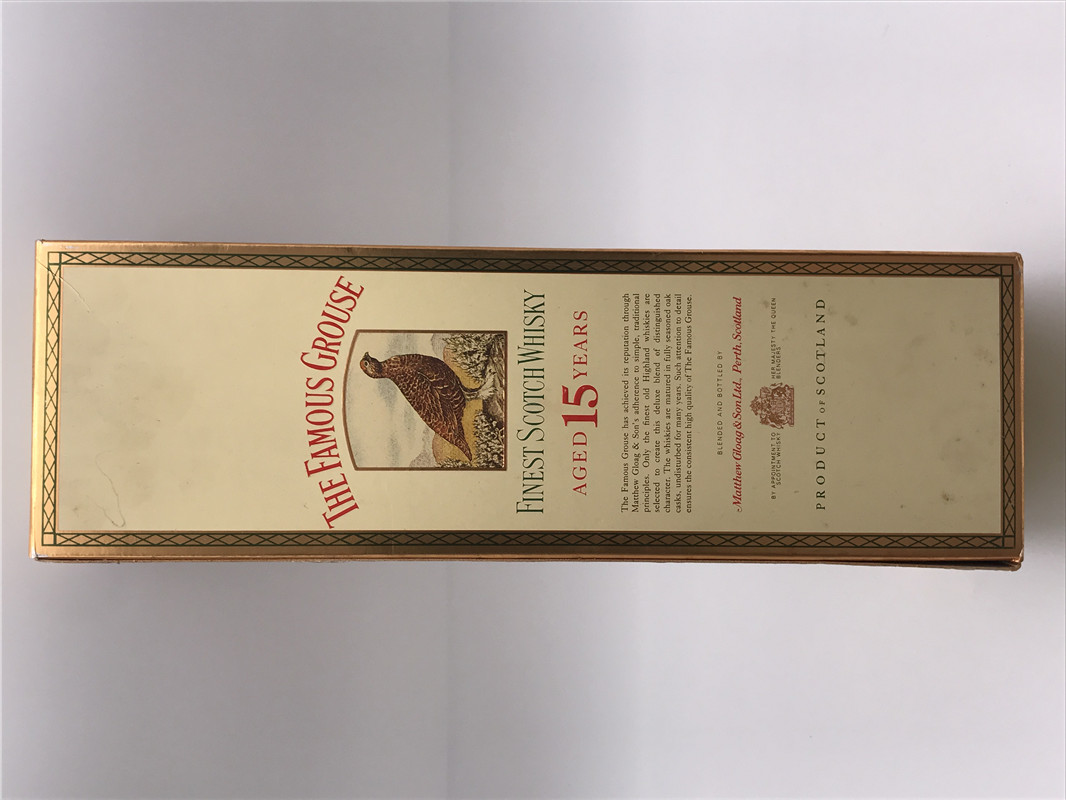 THE FAMOUS GROUSE
FINEST SCOTCH WHISKY
AGED 15 YEARS
The Famous Grouse has achieved its reputation through
Matthew Gloag & Son's adherence to simple, traditional
principles. Only the finest old Highland whiskies are
selected to create this deluxe blend of distinguished
character. The whiskies are matured in fully seasoned oak
casks, undisturbed for many years. Such attention to detail
ensures the consistent high quality of The Famous Grouse.
BLENDED AND BOTTLED BY
Matthew Gloag & Son Ltd., Perth, Scotland
BY APPOINTMENT TO HER MAJESTY THE QUEEN
SCOTCH WHISKY BLENDERS
PRODUCT OF SCOTLAND